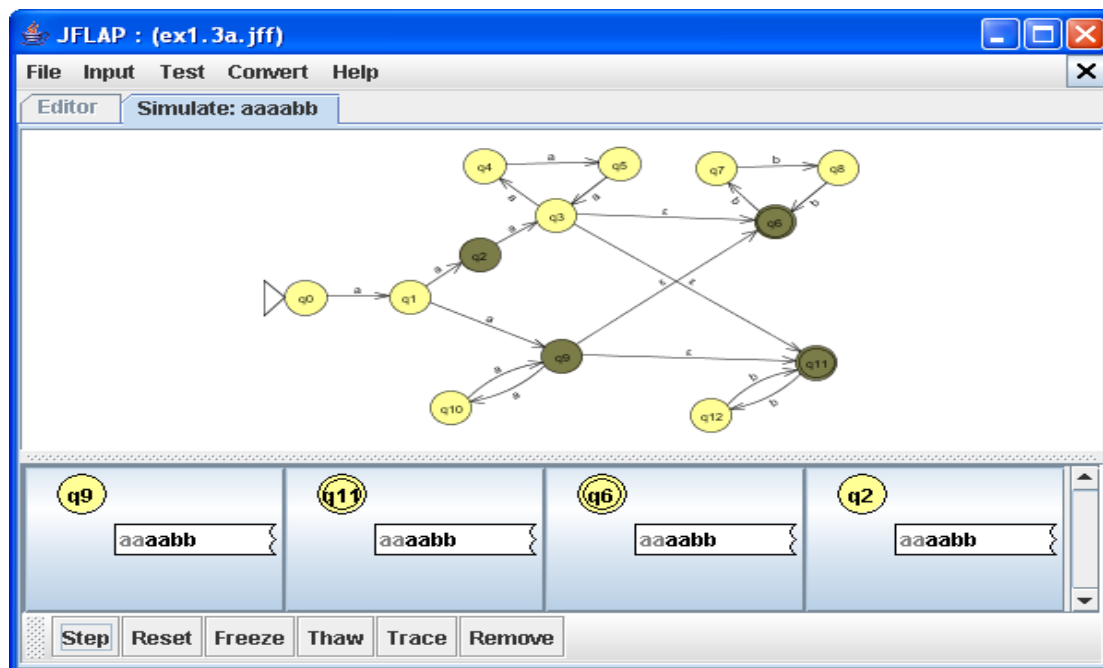 JFLAP : (ex1.3a.jff)
File Input Test Convert Help
Editor Simulate: aaaabb
q4 a q5 q7 b q8
a a b b
q3 ε q6
a
q2
a
q0 a q1 ε ε
a
q9 ε q11
a a b b
q10 q12
q9 q11 q6 q2
aaaabb aaaabb aaaabb aaaabb
Step Reset Freeze Thaw Trace Remove